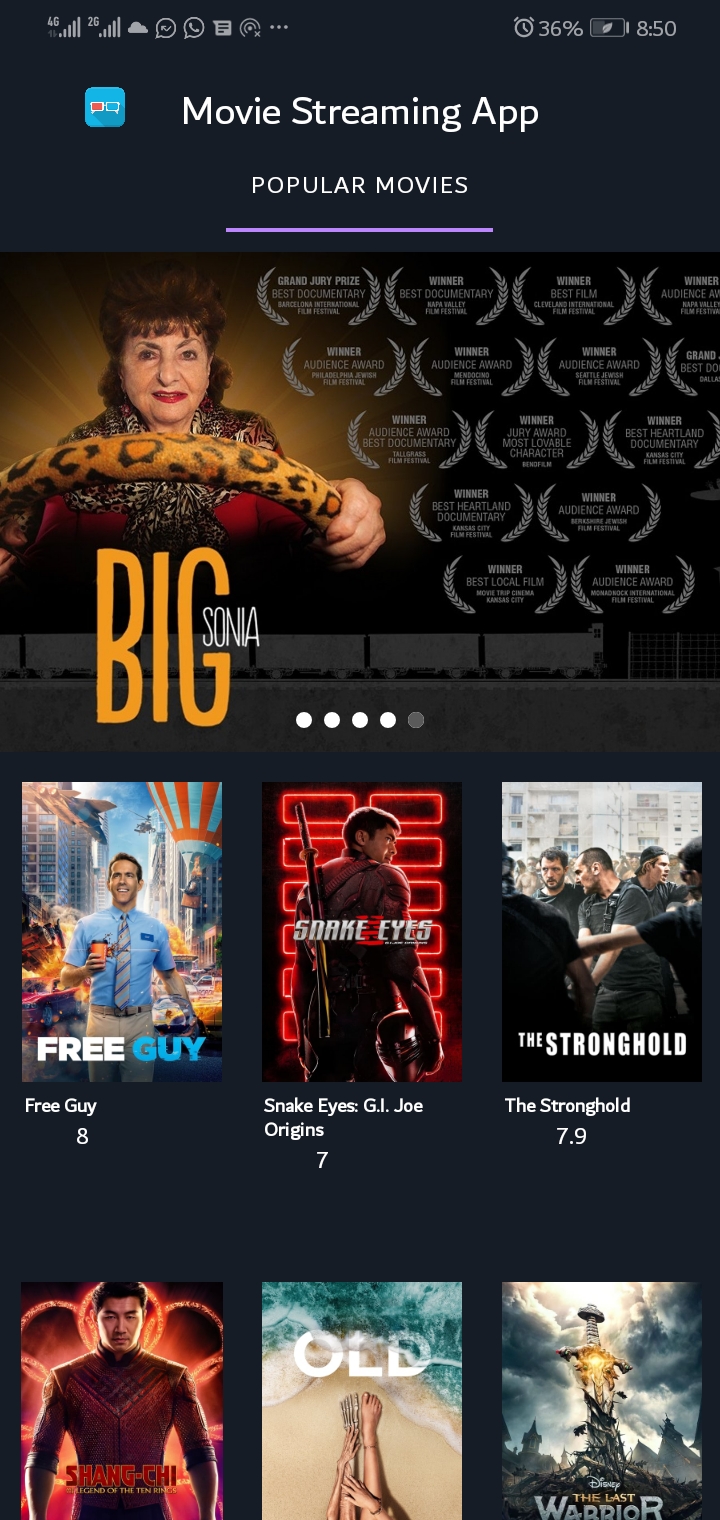 4G 2G 36% 8:50
Movie Streaming App
POPULAR MOVIES
GRAND JURY PRIZE
BEST DOCUMENTARY
BARCELONA INTERNATIONAL
FILM FESTIVAL
WINNER
BEST DOCUMENTARY
NAPA VALLEY
FILM FESTIVAL
WINNER
BEST FILM
CLEVELAND INTERNATIONAL
FILM FESTIVAL
WINNER
AUDIENCE AW
NAPA VALLEY
FILM FESTIVAL
WINNER
AUDIENCE AWARD
PHILADELPHIA JEWISH
FILM FESTIVAL
WINNER
AUDIENCE AWARD
MENDOCINO
FILM FESTIVAL
WINNER
AUDIENCE AWARD
SEATTLE JEWISH
FILM FESTIVAL
GRAND J
BEST DO
DALLA
WINNER
AUDIENCE AWARD
BEST DOCUMENTARY
TALLGRASS
FILM FESTIVAL
WINNER
JURY AWARD
MOST LOVABLE
CHARACTER
BENDFILM
WINNER
BEST HEARTLAND
DOCUMENTARY
KANSAS CITY
FILM FESTIVAL
WINNER
BEST HEARTLAND
DOCUMENTARY
KANSAS CITY
FILM FESTIVAL
WINNER
AUDIENCE AWARD
BERKSHIRE JEWISH
FILM FESTIVAL
WINNER
BEST LOCAL FILM
MOVIE TRIP CINEMA
KANSAS CITY
WINNER
AUDIENCE AWARD
MONADNOCK INTERNATIONAL
FILM FESTIVAL
BIG SONIA
FREE GUY
SNAKE EYES
G.I. JOE ORIGINS
THE STRONGHOLD
Free Guy
8
Snake Eyes: G.I. Joe
Origins
7
The Stronghold
7.9
SHANG-CHI
AND THE LEGEND OF THE TEN RINGS
OLD
DISNEY
THE LAST
WARRIOR